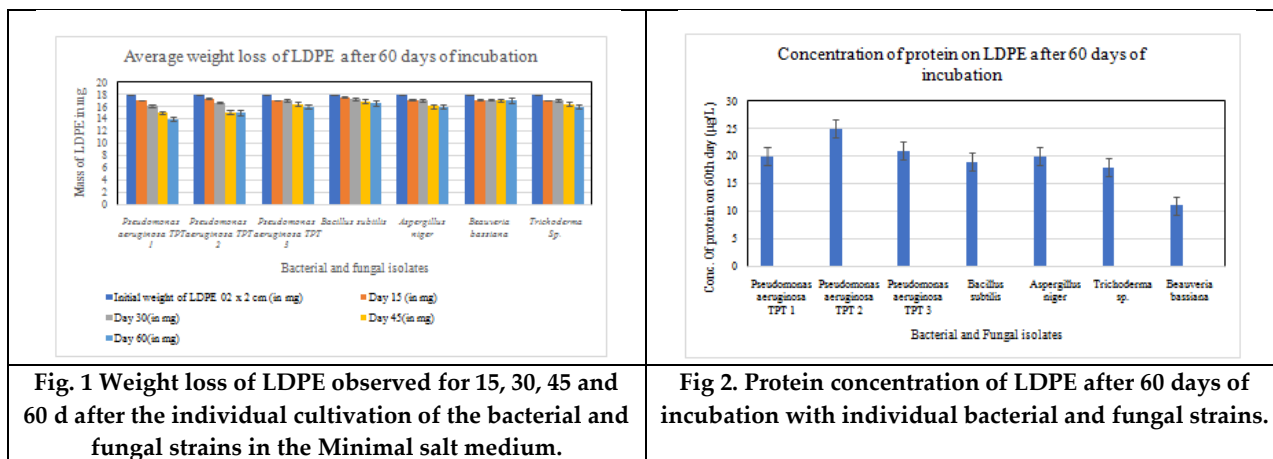 Average weight loss of LDPE after 60 days of incubation
Mass of LDPE in mg
20
18
16
14
12
10
8
6
4
2
0
Pseudomonas aeruginosa TPT 1
Pseudomonas aeruginosa TPT 2
Pseudomonas aeruginosa TPT 3
Bacillus subtilis
Aspergillus niger
Beauveria bassiana
Trichoderma Sp.
Bacterial and fungal isolates
Initial weight of LDPE 02 x 2 cm (in mg)
Day 15 (in mg)
Day 30(in mg)
Day 45(in mg)
Day 60(in mg)
Fig. 1 Weight loss of LDPE observed for 15, 30, 45 and
60 d after the individual cultivation of the bacterial and
fungal strains in the Minimal salt medium.
Concentration of protein on LDPE after 60 days of
incubation
Conc. Of protein on 60th day (µg/L)
30
25
20
15
10
5
0
Pseudomonas aeruginosa TPT 1
Pseudomonas aeruginosa TPT 2
Pseudomonas aeruginosa TPT 3
Bacillus subtilis
Aspergillus niger
Trichoderma sp.
Beauveria bassiana
Bacterial and Fungal isolates
Fig 2. Protein concentration of LDPE after 60 days of
incubation with individual bacterial and fungal strains.